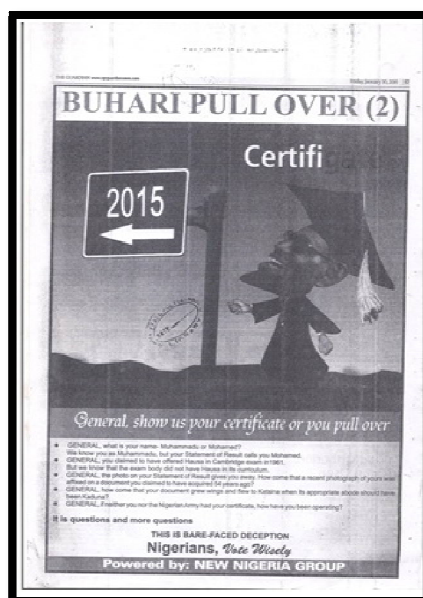 BUHARI PULL OVER (2)
Certifi
2015
General, show us your certificate or you pull over
GENERAL, what is your name- Muhammadu or Mohamed?
We know you as Muhammadu, but your Statement of Result calls you Mohamed.
GENERAL, you claimed to have offered Hausa in Cambridge exam in 1961.
But we know that the exam body did not have Hausa in its curriculum.
GENERAL, the photo on your Statement of Result gives you away. How come that a recent photograph of yours was
affixed on a document you claimed to have acquired 54 years ago?
GENERAL, how come that your document grew wings and flew to Katsina when its appropriate abode should have
been Kaduna?
GENERAL, if neither you nor the Nigerian Army had your certificate, how have you been operating?
It is questions and more questions
THIS IS BARE-FACED DECEPTION
Nigerians, Vote Wisely
Powered by: NEW NIGERIA GROUP